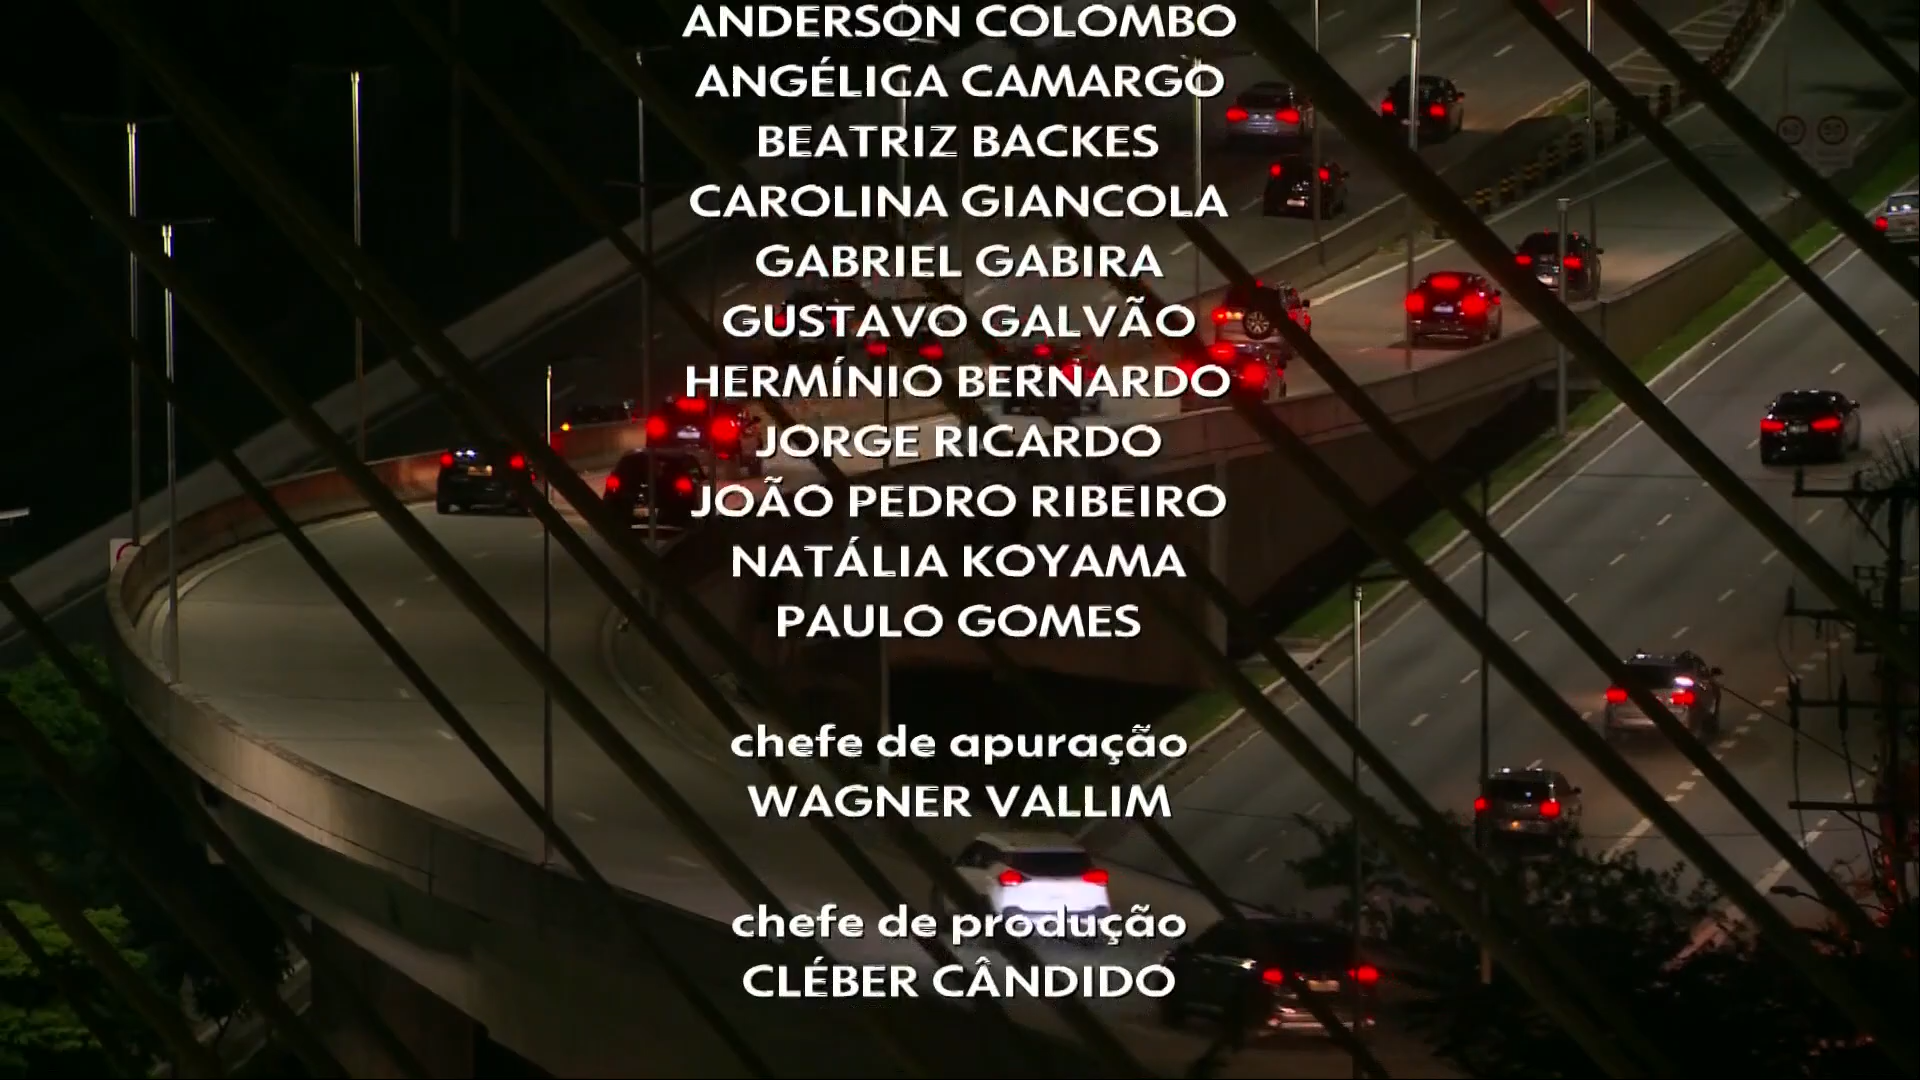 ANDERSON COLOMBO
ANGÉLICA CAMARGO
BEATRIZ BACKES
CAROLINA GIANCOLA
GABRIEL GABIRA
GUSTAVO GALVÃO
HERMÍNIO BERNARDO
JORGE RICARDO
JOÃO PEDRO RIBEIRO
NATÁLIA KOYAMA
PAULO GOMES
chefe de apuração
WAGNER VALLIM
chefe de produção
CLÉBER CÂNDIDO